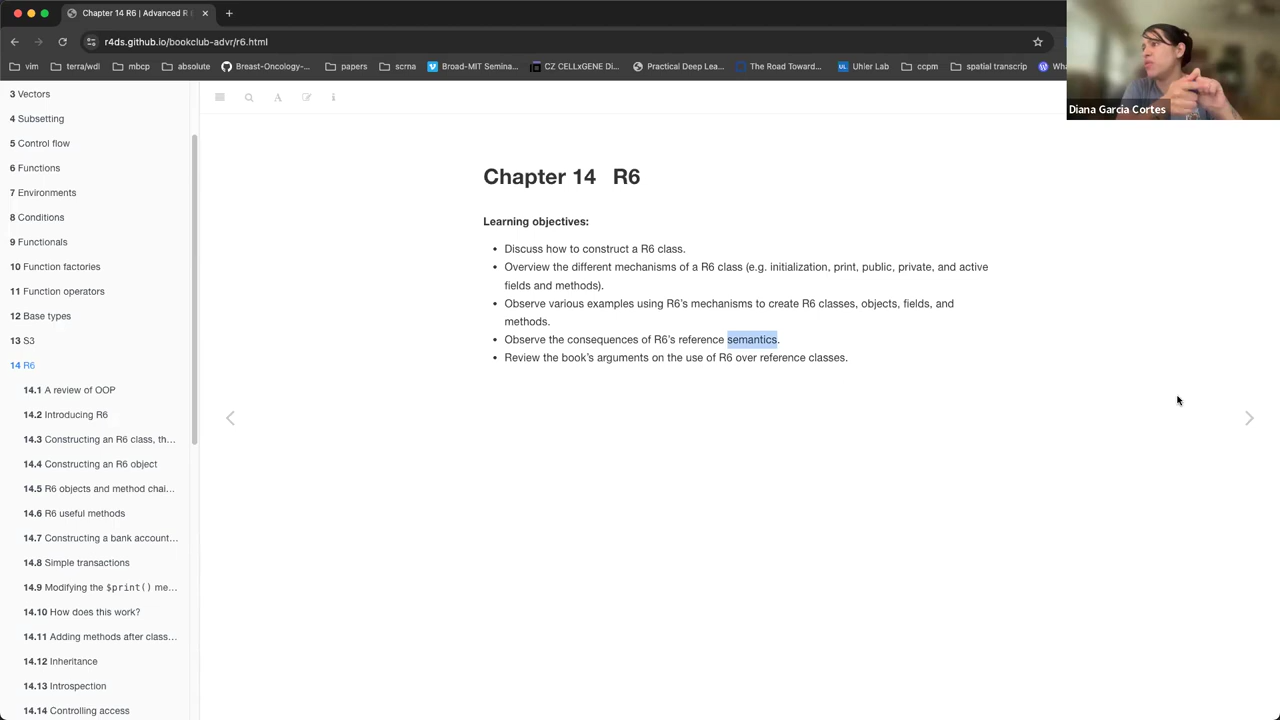 Chapter 14 R6 | Advanced R
r4ds.github.io/bookclub-advr/r6.html
vim
terra/wdl
mbcp
absolute
Breast-Oncology-...
papers
scrna
Broad-MIT Semina...
CZ CELLxGENE Di...
Practical Deep Lear...
The Road Toward...
Uhler Lab
ccpm
spatial transcrip
Diana Garcia Cortes
3 Vectors
4 Subsetting
5 Control flow
6 Functions
7 Environments
8 Conditions
9 Functionals
10 Function factories
11 Function operators
12 Base types
13 S3
14 R6
14.1 A review of OOP
14.2 Introducing R6
14.3 Constructing an R6 class, th...
14.4 Constructing an R6 object
14.5 R6 objects and method chai...
14.6 R6 useful methods
14.7 Constructing a bank account...
14.8 Simple transactions
14.9 Modifying the $print() me...
14.10 How does this work?
14.11 Adding methods after class...
14.12 Inheritance
14.13 Introspection
14.14 Controlling access
Chapter 14 R6
Learning objectives:
• Discuss how to construct a R6 class.
• Overview the different mechanisms of a R6 class (e.g. initialization, print, public, private, and active
fields and methods).
• Observe various examples using R6's mechanisms to create R6 classes, objects, fields, and
methods.
• Observe the consequences of R6's reference semantics.
• Review the book's arguments on the use of R6 over reference classes.